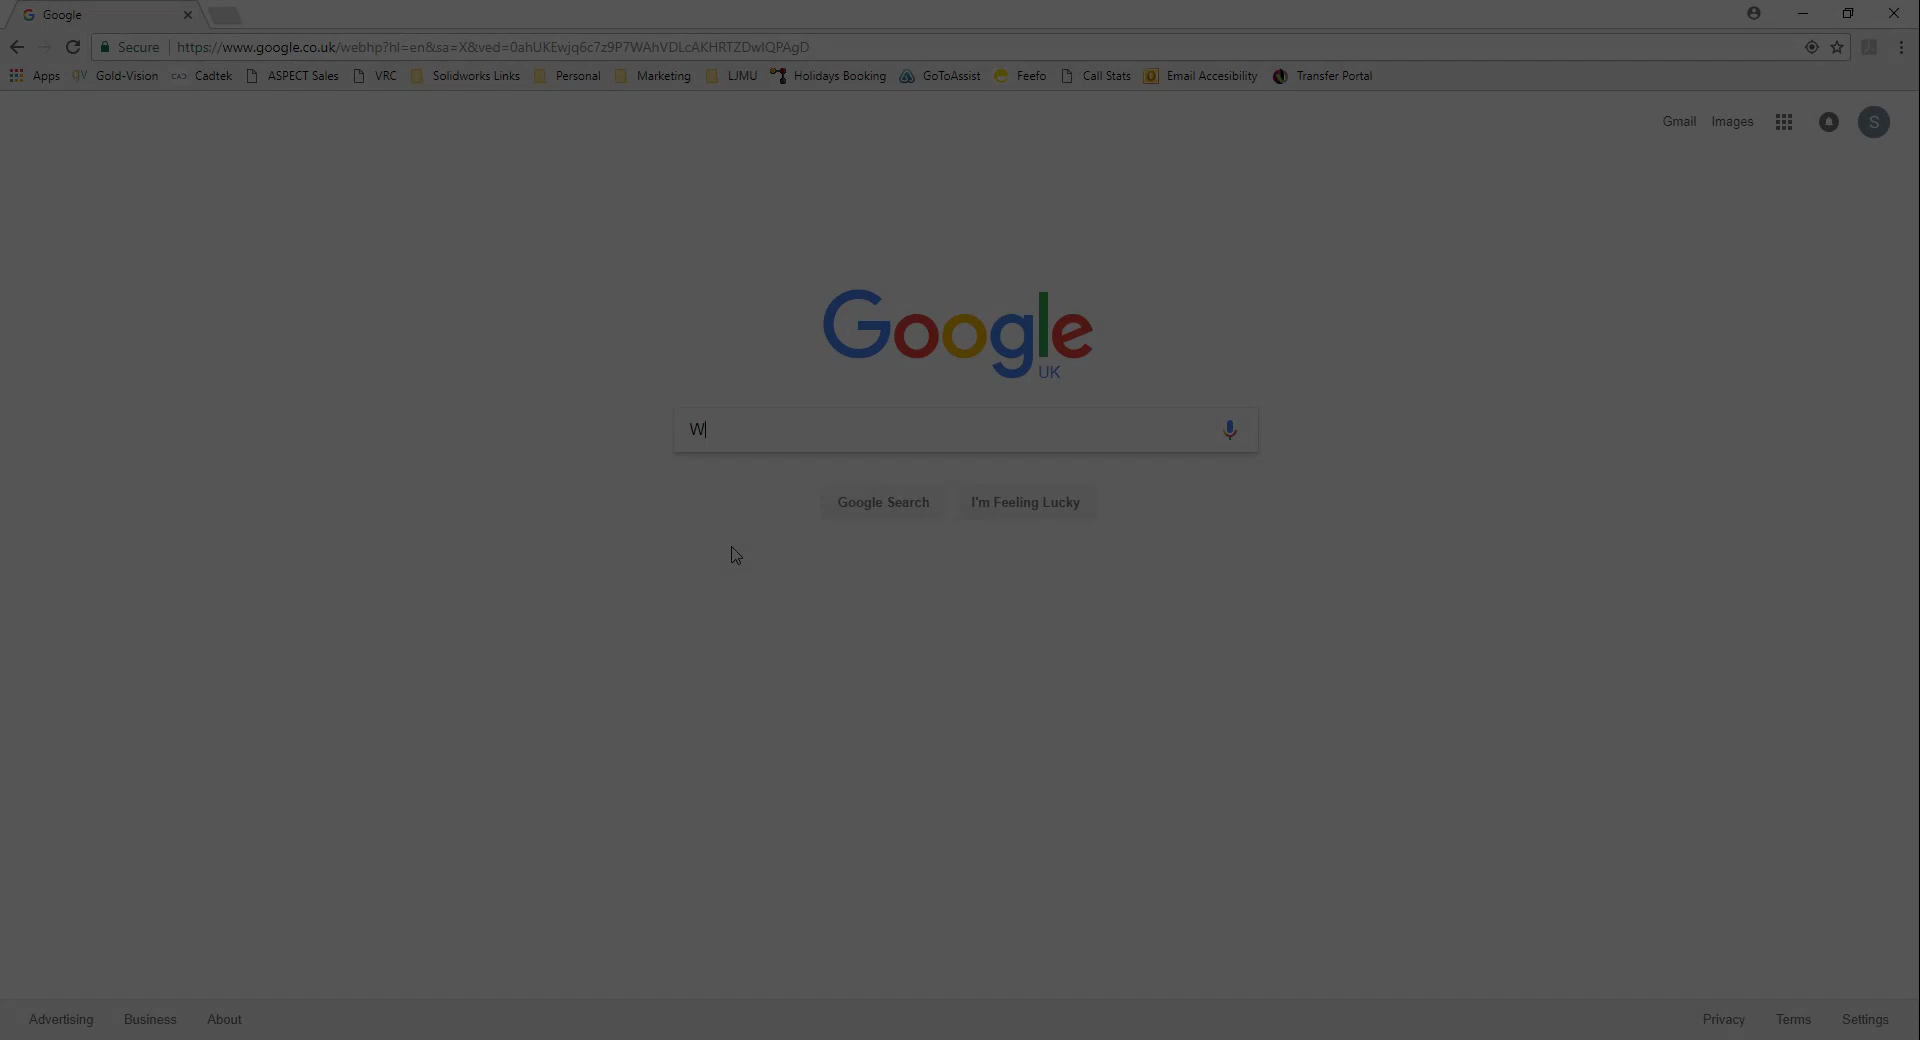 Google
Secure https://www.google.co.uk/webhp?hl=en&sa=X&ved=0ahUKEwjq6c7z9P7WAhVDLcAKHRTZDwIQPAgD
Apps Gold-Vision Cadtek ASPECT Sales VRC Solidworks Links Personal Marketing LJMU Holidays Booking GoToAssist Feefo Call Stats Email Accesibility Transfer Portal
Gmail Images S
Google
UK
W
Google Search I'm Feeling Lucky
Advertising Business About Privacy Terms Settings